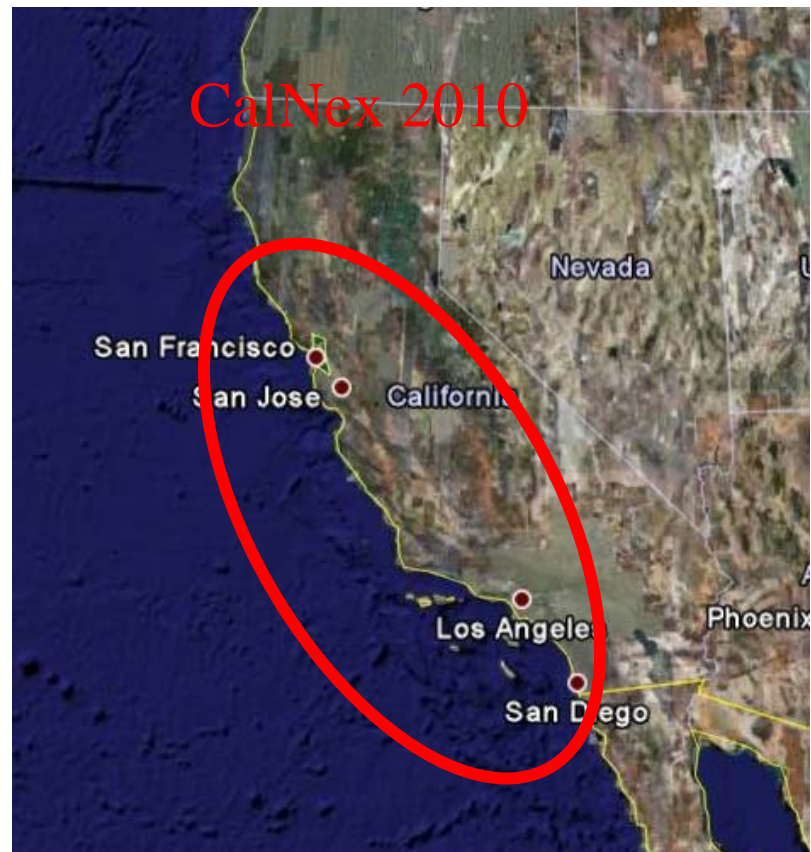 CalNex 2010
Nevada
San Francisco
San Jose
California
Los Angeles
Phoenix
San Diego